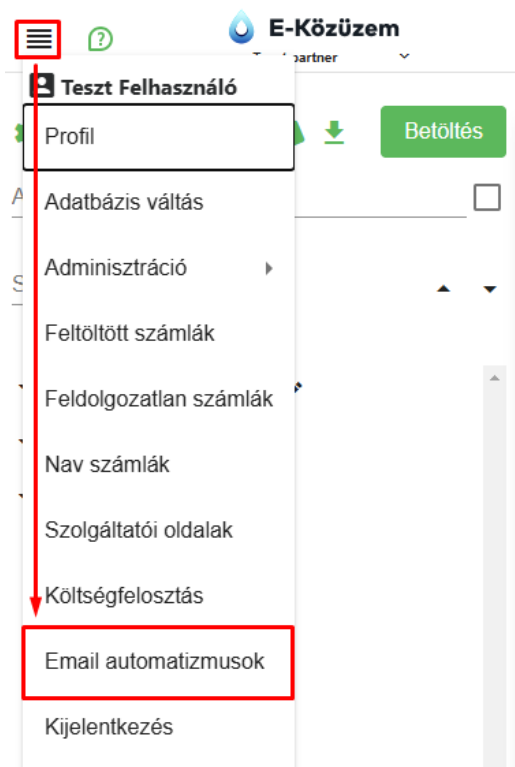 E-Közüzem
partner
Teszt Felhasználó
Profil
Betöltés
Adatbázis váltás
Adminisztráció
Feltöltött számlák
Feldolgozatlan számlák
Nav számlák
Szolgáltatói oldalak
Költségfelosztás
Email automatizmusok
Kijelentkezés